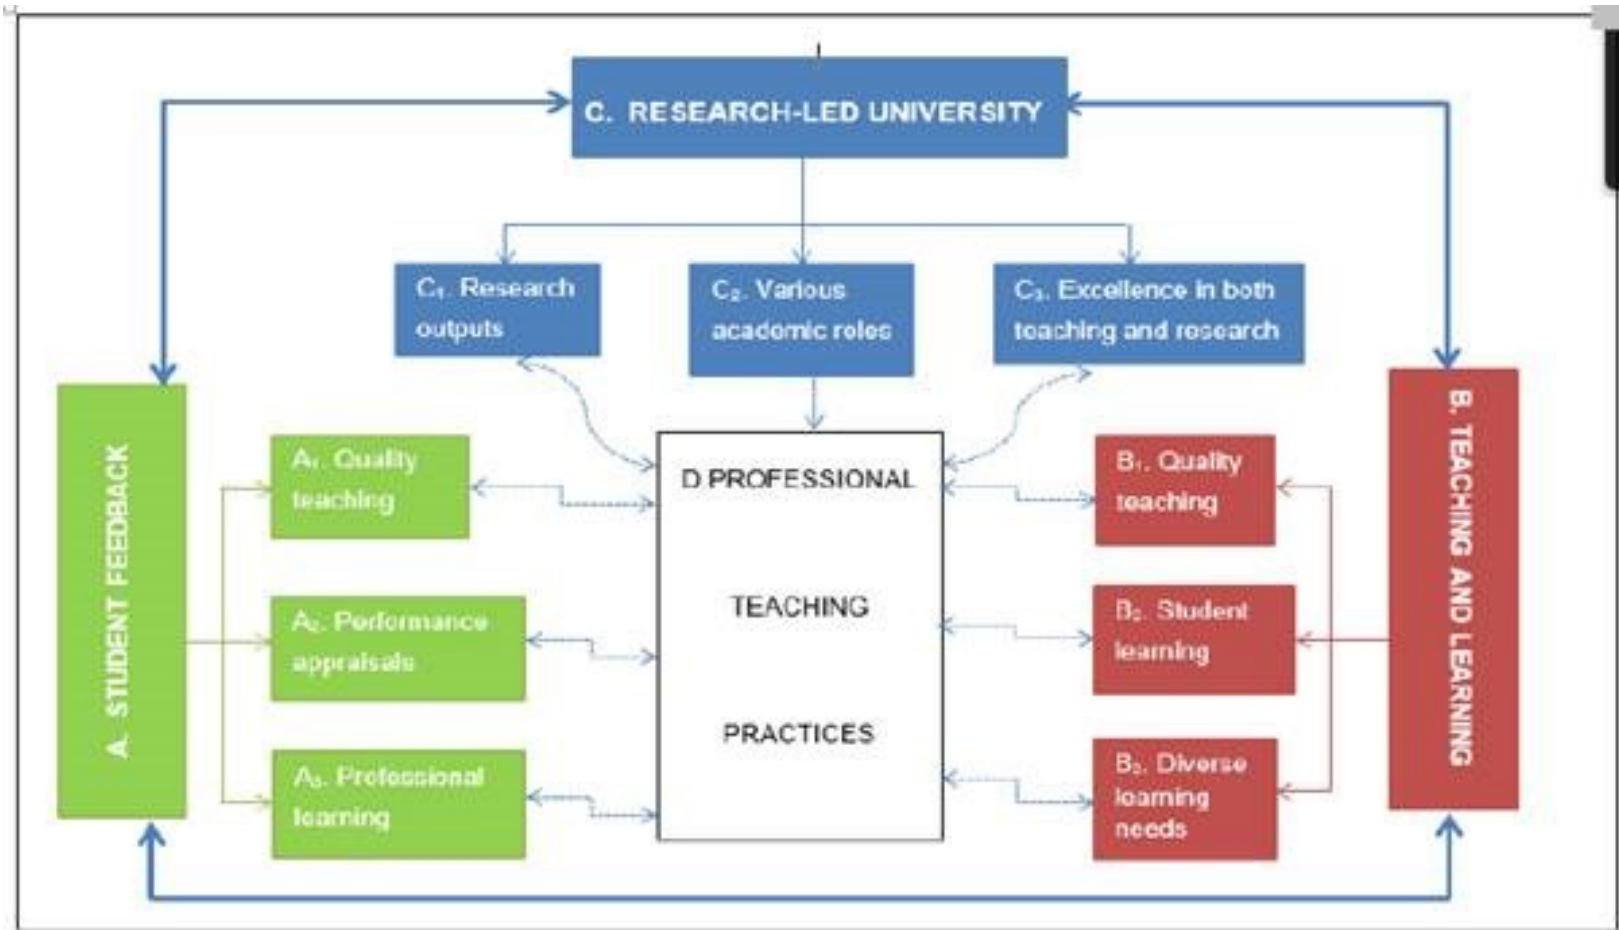 C. RESEARCH-LED UNIVERSITY
C₁. Research
outputs
C₂. Various
academic roles
C₃. Excellence in both
teaching and research
A. STUDENT FEEDBACK
A₁. Quality
teaching
A₂. Performance
appraisals
A₃. Professional
learning
D PROFESSIONAL
TEACHING
PRACTICES
B₁. Quality
teaching
B₂. Student
learning
B₃. Diverse
learning
needs
B. TEACHING AND LEARNING